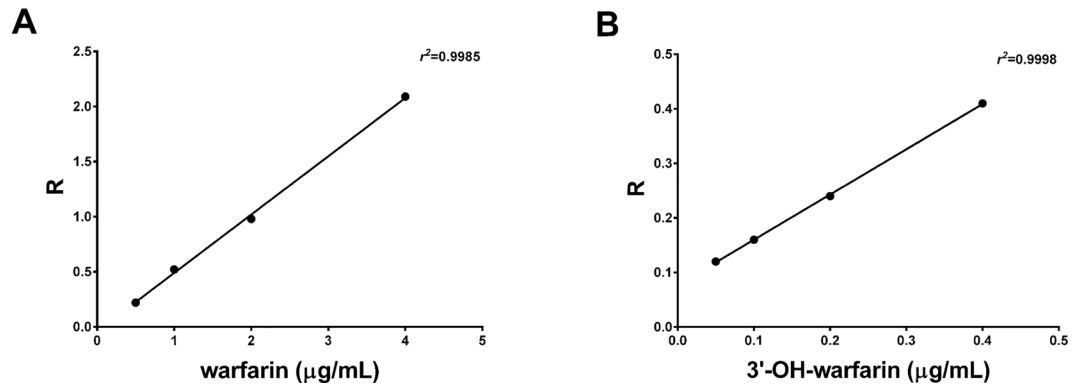 A
r²=0.9985
2.5
2.0
1.5
1.0
0.5
0.0
R
0 1 2 3 4 5
warfarin (μg/mL)
B
r²=0.9998
0.5
0.4
0.3
0.2
0.1
0.0
R
0.0 0.1 0.2 0.3 0.4 0.5
3'-OH-warfarin (μg/mL)